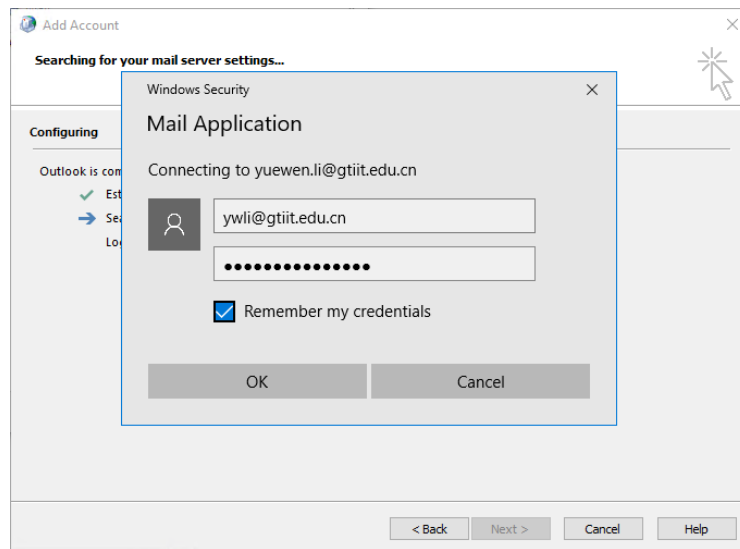 Add Account
Searching for your mail server settings...
Windows Security
Mail Application
Configuring
Connecting to yuewen.li@gtiit.edu.cn
Outlook is com
Est
ywli@gtiit.edu.cn
Sea
Log
Remember my credentials
OK Cancel
< Back Next > Cancel Help